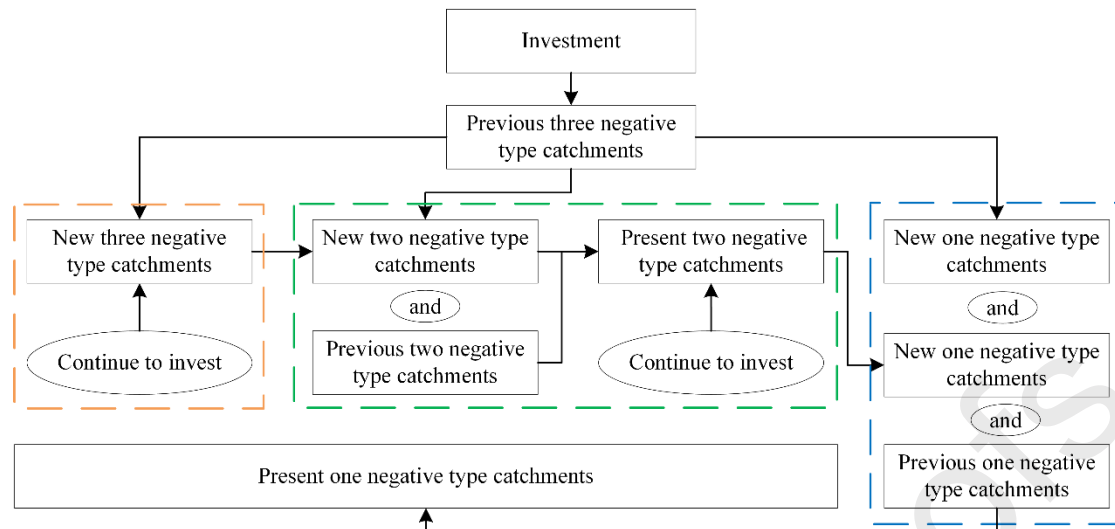 Investment
Previous three negative
type catchments
New three negative
type catchments
Continue to invest
New two negative type
catchments
and
Previous two negative
type catchments
Present two negative
type catchments
Continue to invest
New one negative type
catchments
and
New one negative type
catchments
and
Previous one negative
type catchments
Present one negative type catchments